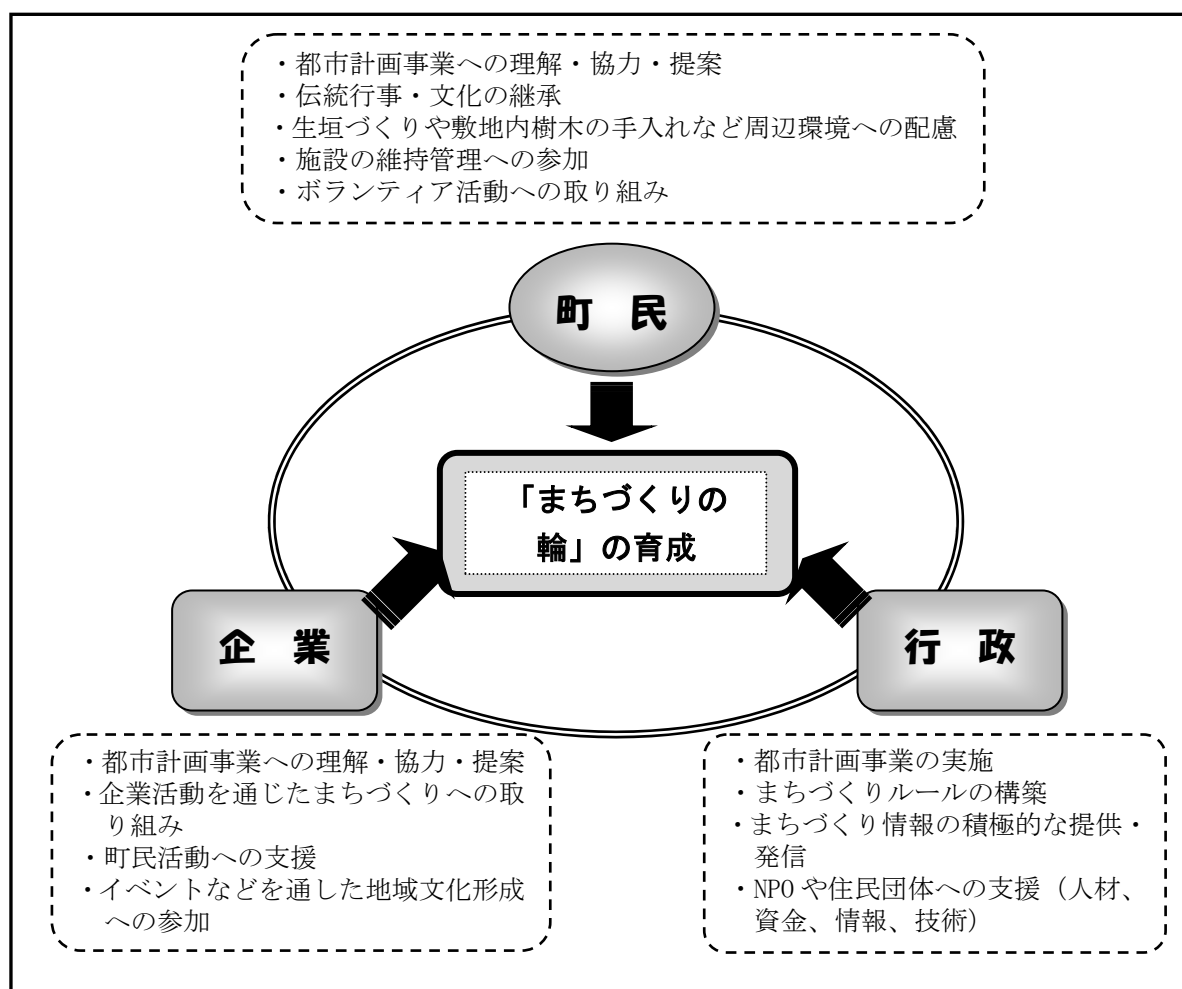 ・都市計画事業への理解・協力・提案
・伝統行事・文化の継承
・生垣づくりや敷地内樹木の手入れなど周辺環境への配慮
・施設の維持管理への参加
・ボランティア活動への取り組み
町 民
「まちづくりの
輪」の育成
企 業
行 政
・都市計画事業への理解・協力・提案
・企業活動を通じたまちづくりへの取
り組み
・町民活動への支援
・イベントなどを通した地域文化形成
への参加
・都市計画事業の実施
・まちづくりルールの構築
・まちづくり情報の積極的な提供・
発信
・NPO や住民団体への支援（人材、
資金、情報、技術）